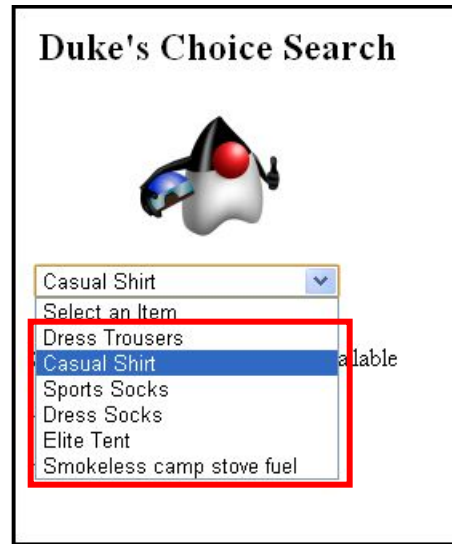 Duke's Choice Search
Casual Shirt
Select an Item
Dress Trousers
Casual Shirt
Sports Socks
Dress Socks
Elite Tent
Smokeless camp stove fuel